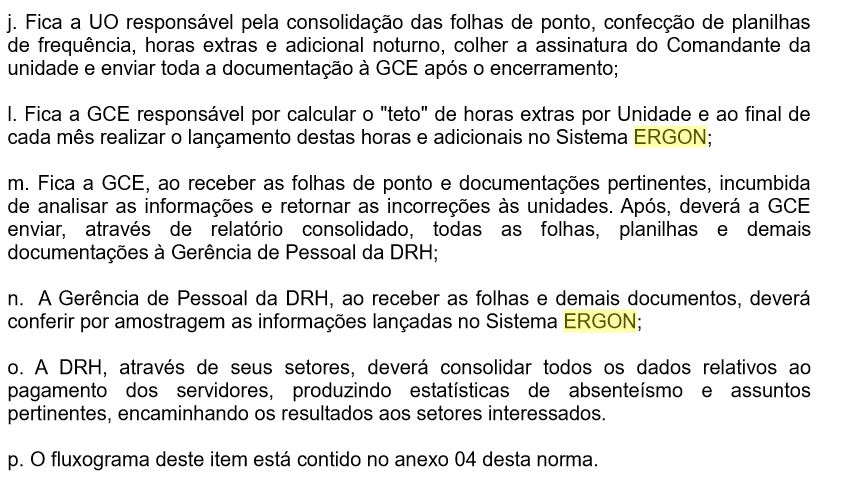 j. Fica a UO responsável pela consolidação das folhas de ponto, confecção de planilhas
de frequência, horas extras e adicional noturno, colher a assinatura do Comandante da
unidade e enviar toda a documentação à GCE após o encerramento;
l. Fica a GCE responsável por calcular o "teto" de horas extras por Unidade e ao final de
cada mês realizar o lançamento destas horas e adicionais no Sistema ERGON;
m. Fica a GCE, ao receber as folhas de ponto e documentações pertinentes, incumbida
de analisar as informações e retornar as incorreções às unidades. Após, deverá a GCE
enviar, através de relatório consolidado, todas as folhas, planilhas e demais
documentações à Gerência de Pessoal da DRH;
n. A Gerência de Pessoal da DRH, ao receber as folhas e demais documentos, deverá
conferir por amostragem as informações lançadas no Sistema ERGON;
o. A DRH, através de seus setores, deverá consolidar todos os dados relativos ao
pagamento dos servidores, produzindo estatísticas de absenteísmo e assuntos
pertinentes, encaminhando os resultados aos setores interessados.
p. O fluxograma deste item está contido no anexo 04 desta norma.